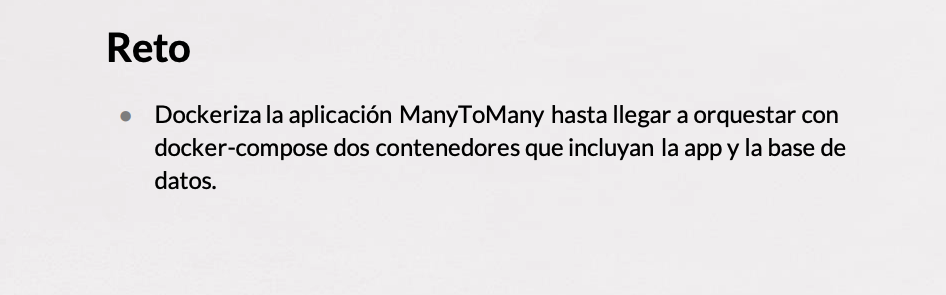 Reto
Dockeriza la aplicación ManyToMany hasta llegar a orquestar con
docker-compose dos contenedores que incluyan la app y la base de
datos.